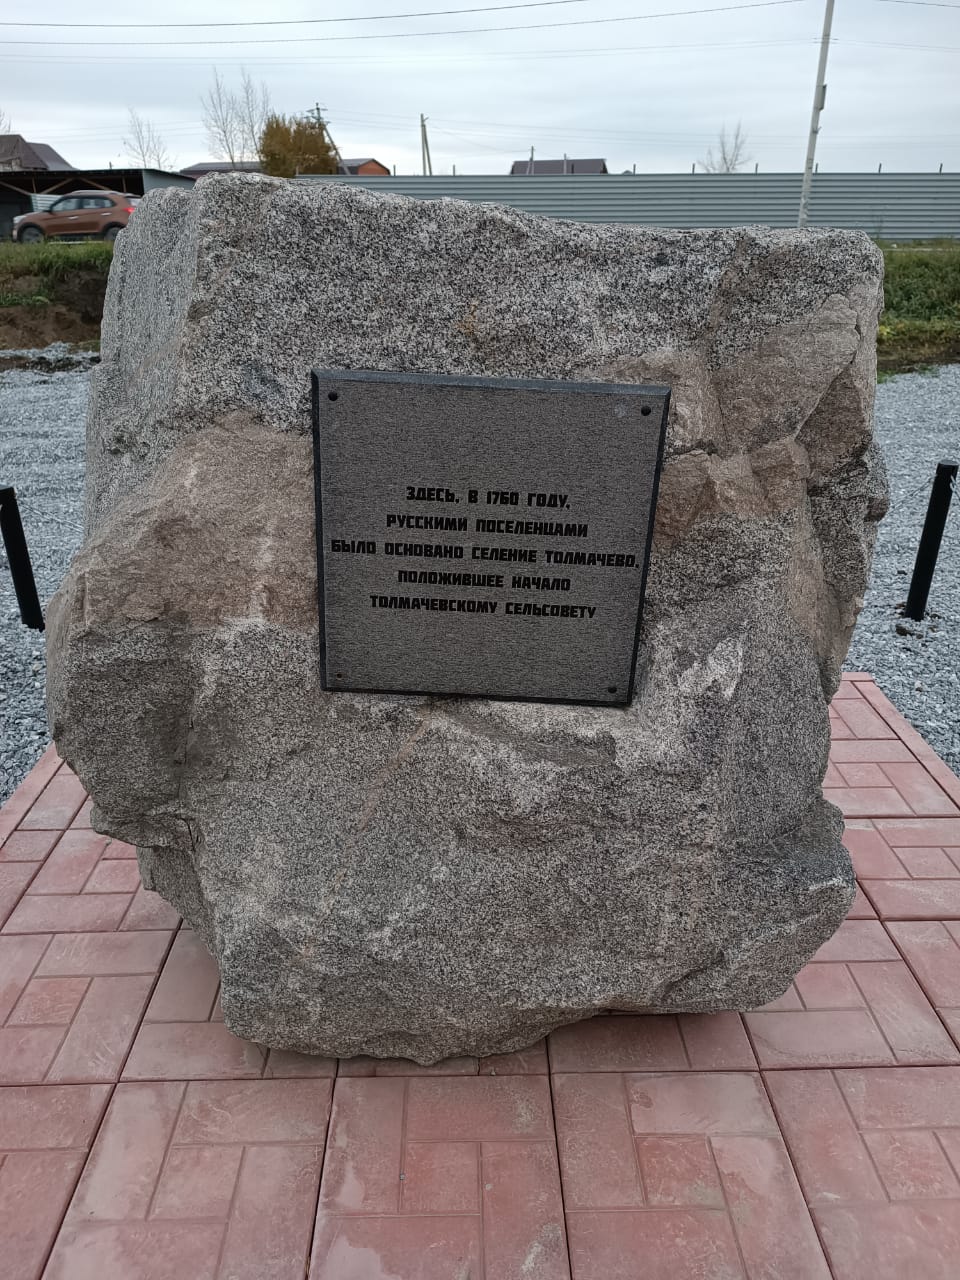 ЗДЕСЬ, В 1760 ГОДУ,
РУССКИМИ ПОСЕЛЕНЦАМИ
БЫЛО ОСНОВАНО СЕЛЕНИЕ ТОЛМАЧЕВО,
ПОЛОЖИВШЕЕ НАЧАЛО
ТОЛМАЧЕВСКОМУ СЕЛЬСОВЕТУ